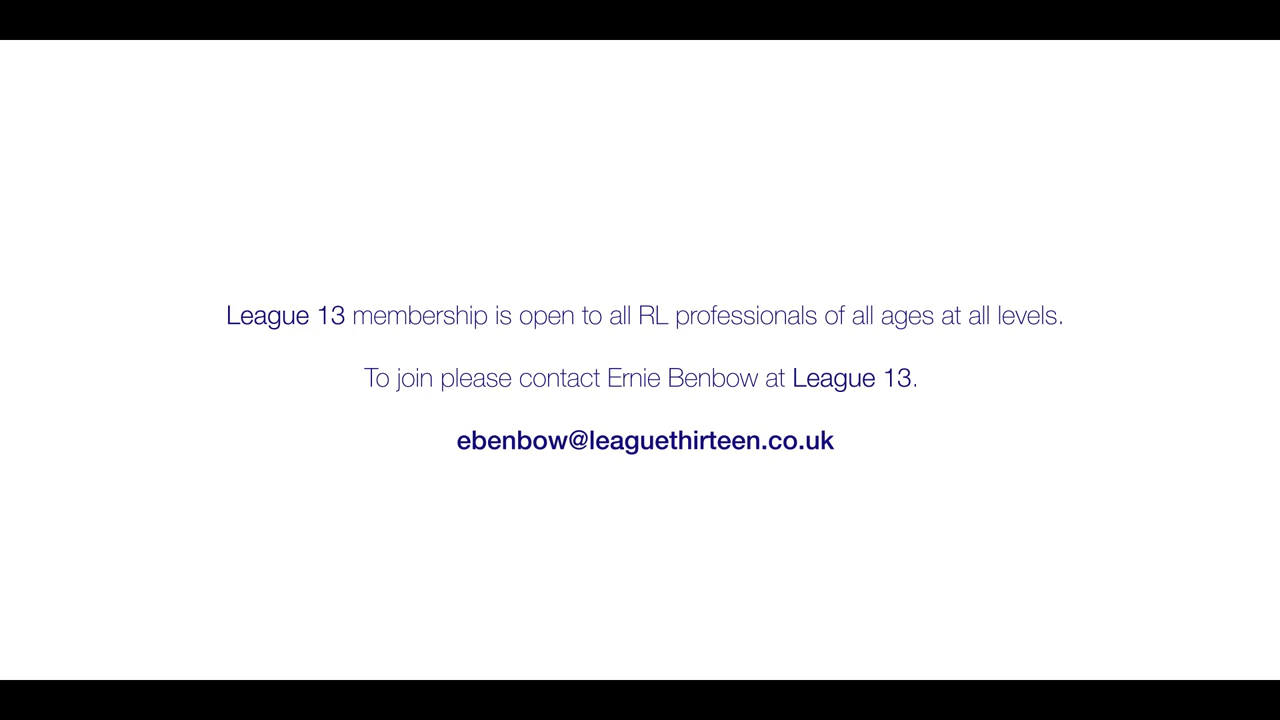 League 13 membership is open to all RL professionals of all ages at all levels.
To join please contact Ernie Benbow at League 13.
ebenbow@leaguethirteen.co.uk